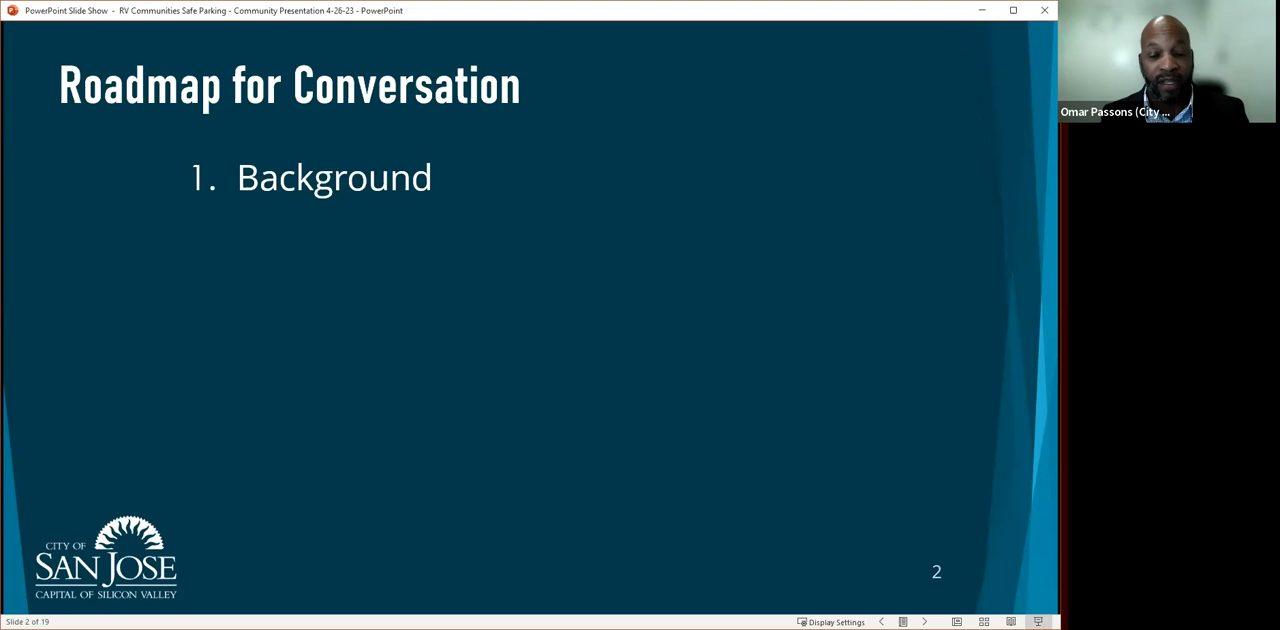 PowerPoint Slide Show - RV Communities Safe Parking - Community Presentation 4-26-23 - PowerPoint
Roadmap for Conversation
1. Background
Omar Passons (City ...
CITY OF
SAN JOSE
CAPITAL OF SILICON VALLEY
2
Slide 2 of 19
Display Settings